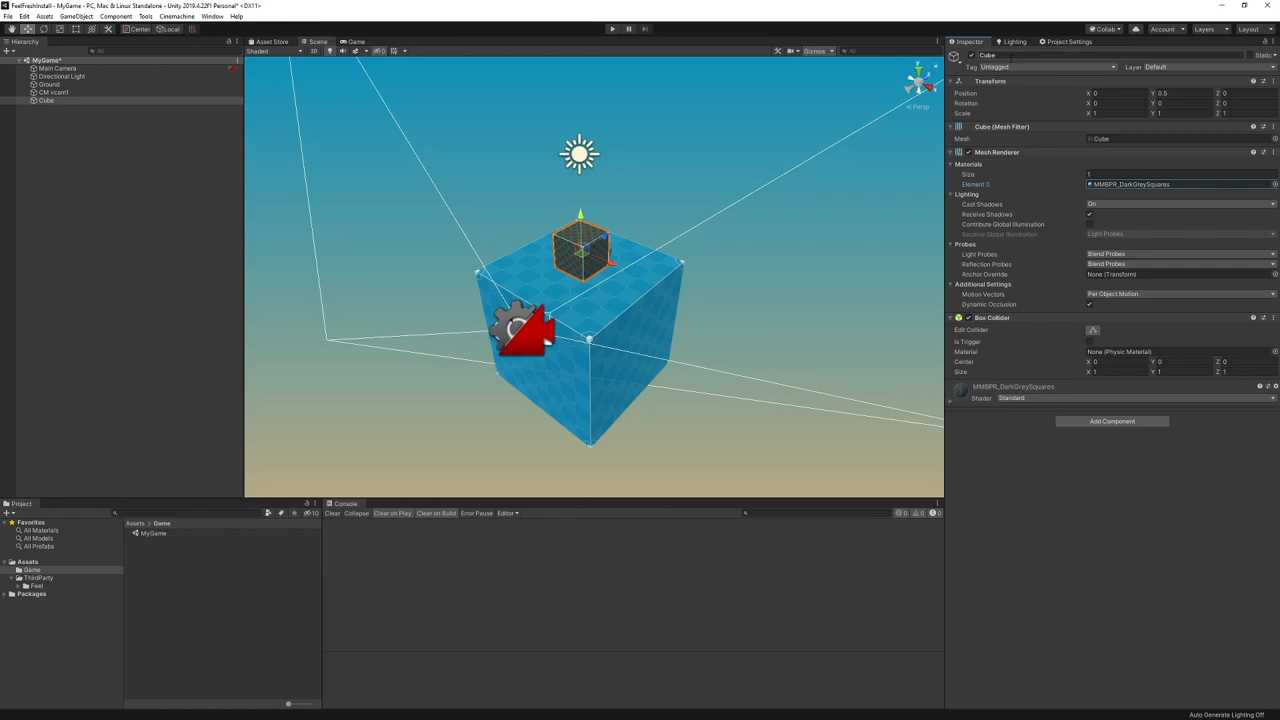 FeelFreshInstall - MyGame - PC, Mac & Linux Standalone - Unity 2019.4.22f1 Personal* <DX11>
File Edit Assets GameObject Component Tools Cinemachine Window Help
Center Local Collab Account Layers Layout
Hierarchy
All
MyGame*
Main Camera
Directional Light
Ground
CM vcam1
Cube
Asset Store Scene Game
Shaded 2D 0 Gizmos All
y
x
z
< Persp
Inspector Lighting Project Settings
Cube Static
Tag Untagged Layer Default
Transform
Position X 0 Y 0.5 Z 0
Rotation X 0 Y 0 Z 0
Scale X 1 Y 1 Z 1
Cube (Mesh Filter)
Mesh Cube
Mesh Renderer
Materials
Size 1
Element 0 MMBPR_DarkGreySquares
Lighting
Cast Shadows On
Receive Shadows
Contribute Global Illumination
Receive Global Illumination Light Probes
Probes
Light Probes Blend Probes
Reflection Probes Blend Probes
Anchor Override None (Transform)
Additional Settings
Motion Vectors Per Object Motion
Dynamic Occlusion
Box Collider
Edit Collider
Is Trigger
Material None (Physic Material)
Center X 0 Y 0 Z 0
Size X 1 Y 1 Z 1
MMBPR_DarkGreySquares
Shader Standard
Add Component
Project
10
Favorites
All Materials
All Models
All Prefabs
Assets
Game
ThirdParty
Feel
Packages
Assets > Game
MyGame
Console
Clear Collapse Clear on Play Clear on Build Error Pause Editor 0 0 0
Auto Generate Lighting Off